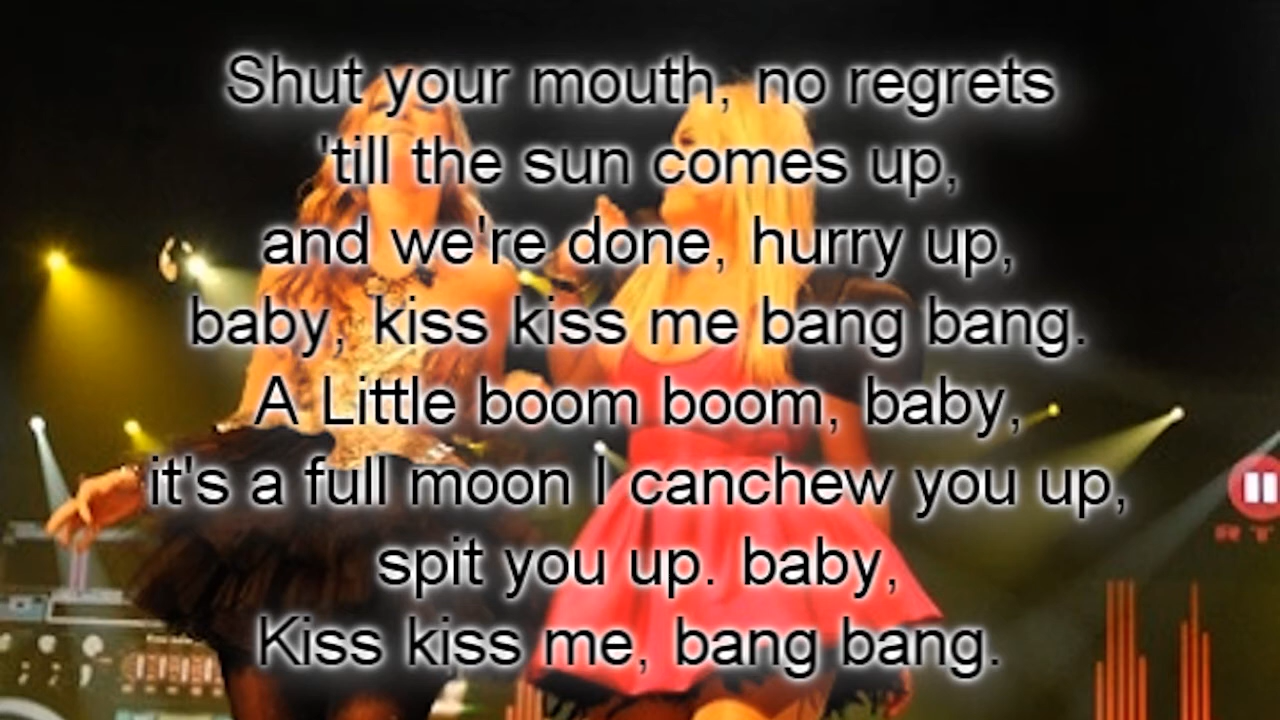 Shut your mouth, no regrets
'till the sun comes up,
and we're done, hurry up,
baby, kiss kiss me bang bang.
A Little boom boom, baby,
it's a full moon I canchew you up,
spit you up. baby,
Kiss kiss me, bang bang.